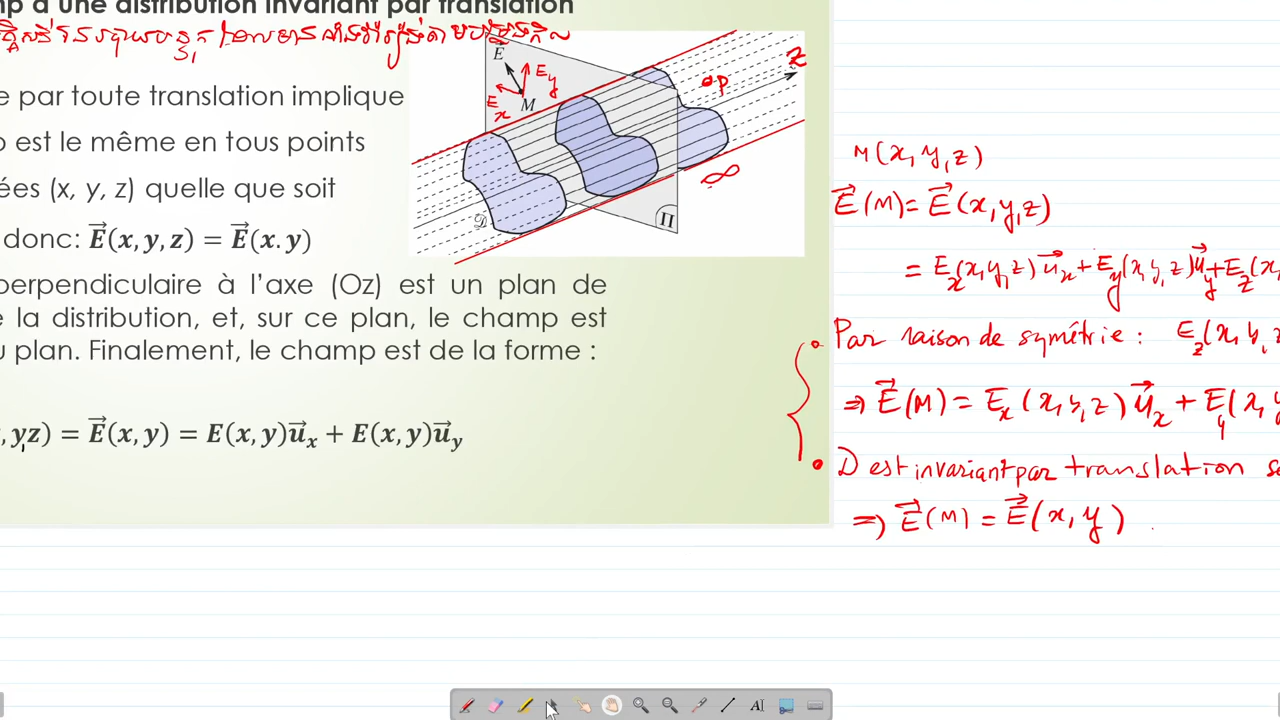 mp d'une distribution invariant par translation
e par toute translation implique
p est le même en tous points
ées (x, y, z) quelle que soit
donc: E⃗(x, y, z) = E⃗(x. y)
perpendiculaire à l'axe (Oz) est un plan de
e la distribution, et, sur ce plan, le champ est
u plan. Finalement, le champ est de la forme :
, yz) = E⃗(x, y) = E(x, y)u⃗x + E(x, y)u⃗y
E
Ey
Ex
M
P
z
∞
𝒟
Π
M(x, y, z)
E⃗(M) = E⃗(x, y, z)
= Ex(x, y, z) u⃗x + Ey(x, y, z) u⃗y + Ez(x,
Par raison de symétrie : Ez(x, y, z
⇒ E⃗(M) = Ex(x, y, z) u⃗x + Ey(x, y
D est invariant par translation se
⇒ E⃗(M) = E⃗(x, y)
AI